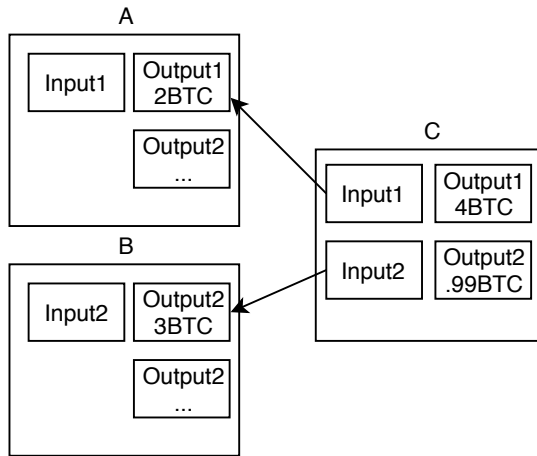 A
Input1
Output1
2BTC
Output2
...
B
Input2
Output2
3BTC
Output2
...
C
Input1
Output1
4BTC
Input2
Output2
.99BTC